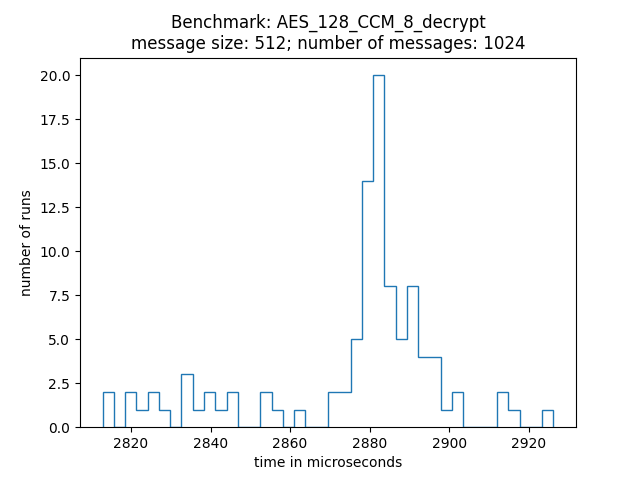 Benchmark: AES_128_CCM_8_decrypt
message size: 512; number of messages: 1024
20.0
17.5
15.0
12.5
10.0
7.5
5.0
2.5
0.0
number of runs
2820 2840 2860 2880 2900 2920
time in microseconds